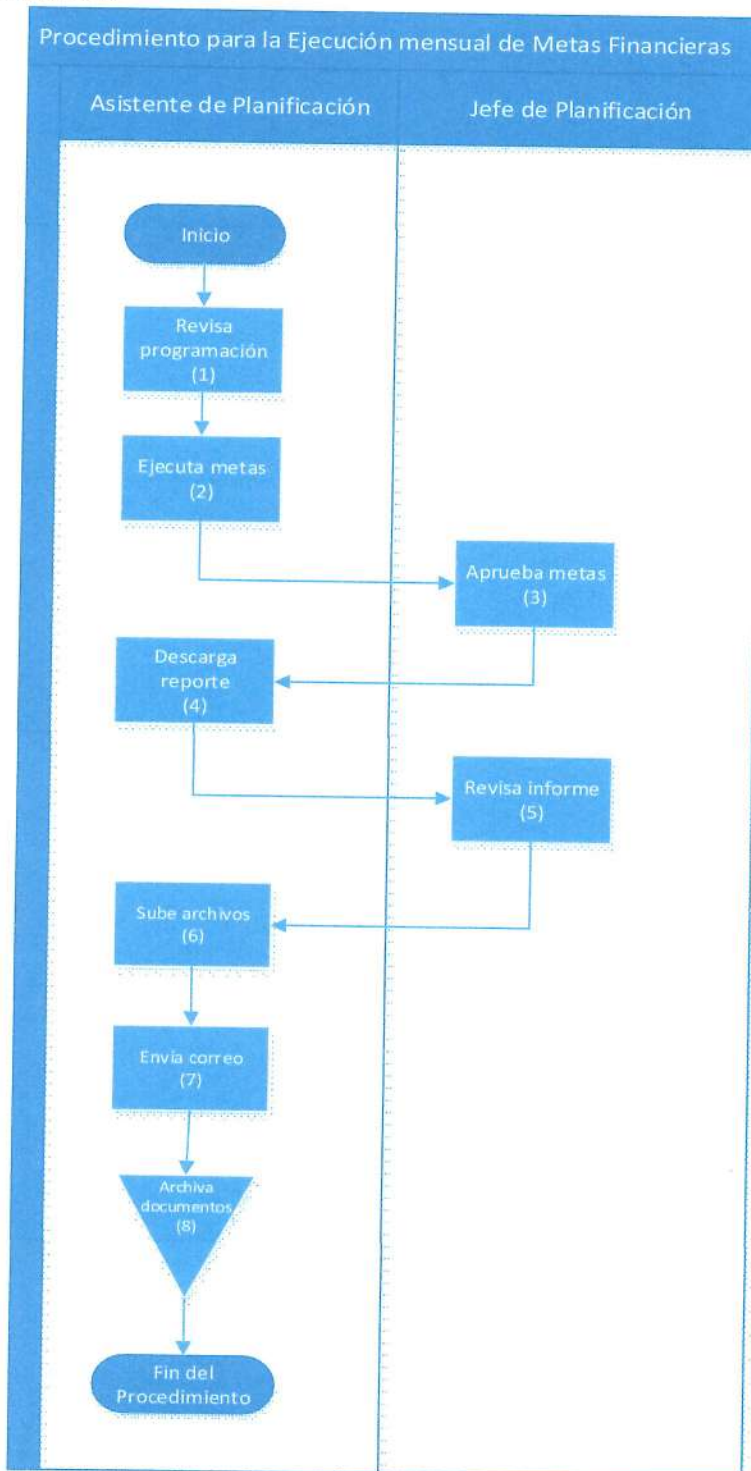 Procedimiento para la Ejecución mensual de Metas Financieras
Asistente de Planificación
Jefe de Planificación
Inicio
Revisa
programación
(1)
Ejecuta metas
(2)
Aprueba metas
(3)
Descarga
reporte
(4)
Revisa informe
(5)
Sube archivos
(6)
Envía correo
(7)
Archiva
documentos
(8)
Fin del
Procedimiento